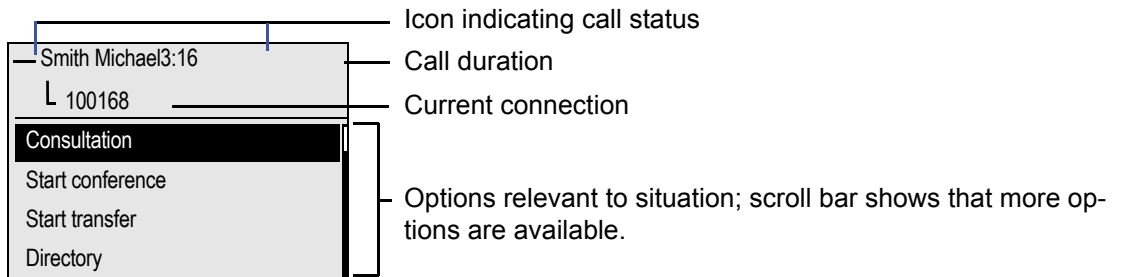 Icon indicating call status
Smith Michael3:16
Call duration
100168
Current connection
Consultation
Start conference
Start transfer
Directory
Options relevant to situation; scroll bar shows that more op-
tions are available.